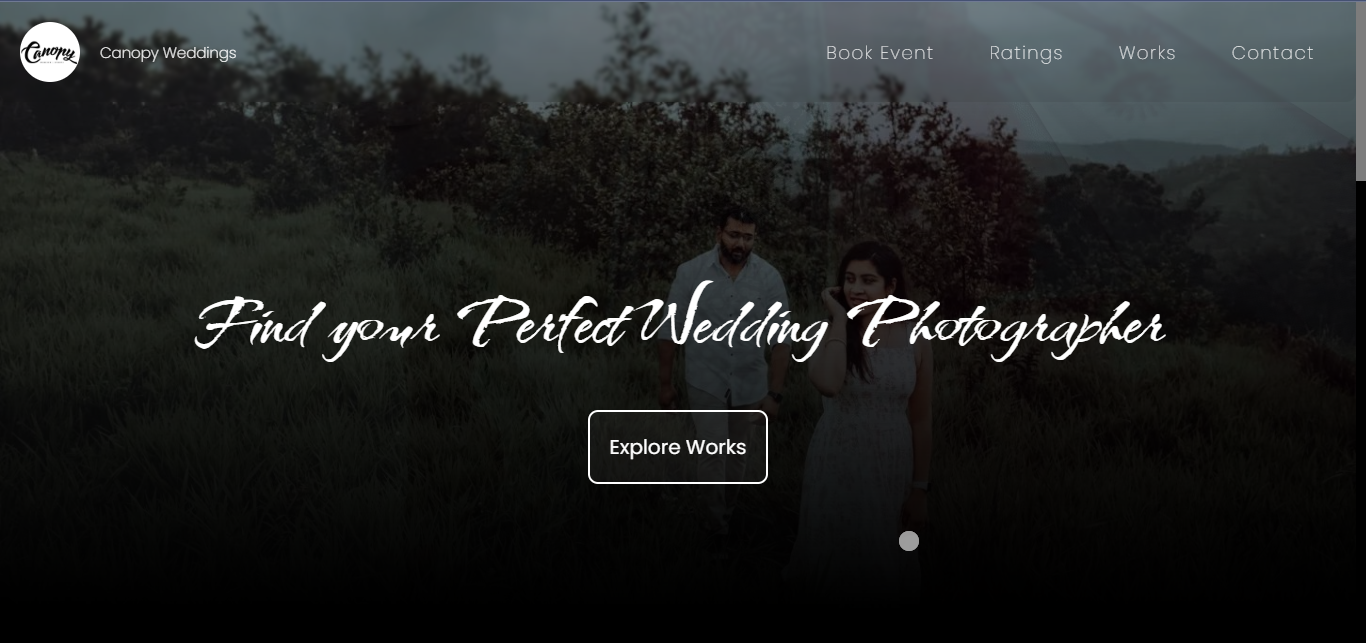 Canopy
Canopy Weddings
Book Event
Ratings
Works
Contact
Find your Perfect Wedding Photographer
Explore Works